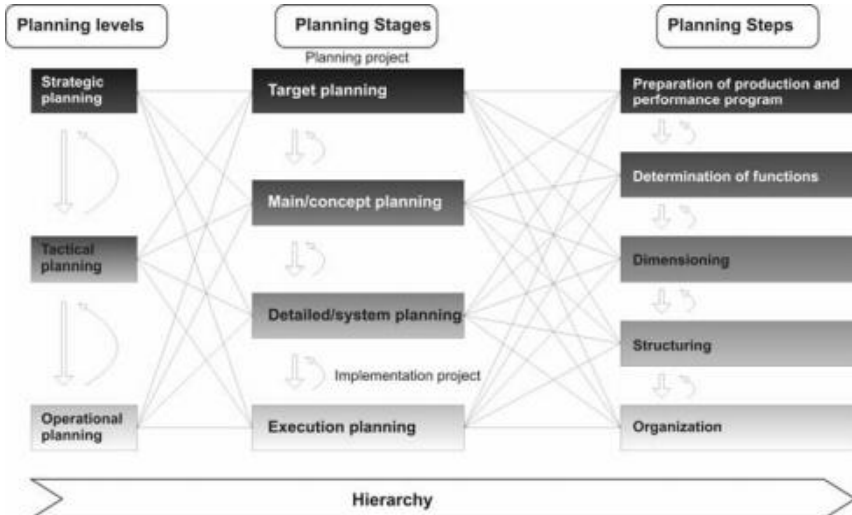 Planning levels
Planning Stages
Planning Steps
Planning project
Strategic
planning
Target planning
Preparation of production and
performance program
Main/concept planning
Determination of functions
Tactical
planning
Dimensioning
Detailed/system planning
Structuring
Implementation project
Operational
planning
Execution planning
Organization
Hierarchy